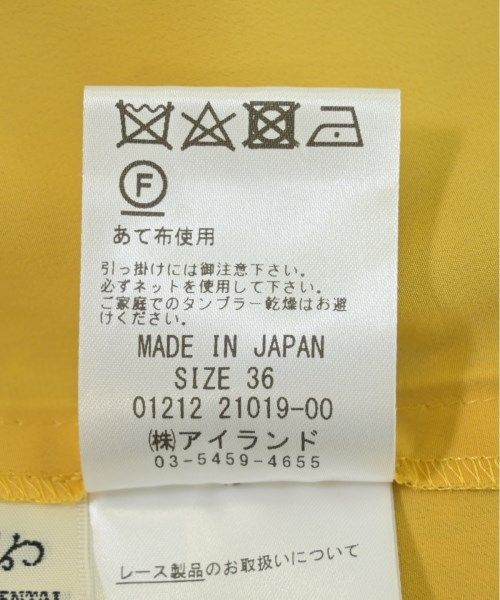 F
あて布使用
引っ掛けには御注意下さい。
必ずネットを使用して下さい。
ご家庭でのタンブラー乾燥はお避
けください。
MADE IN JAPAN
SIZE 36
01212 21019-00
㈱アイランド
03-5459-4655
レース製品のお取扱いについて